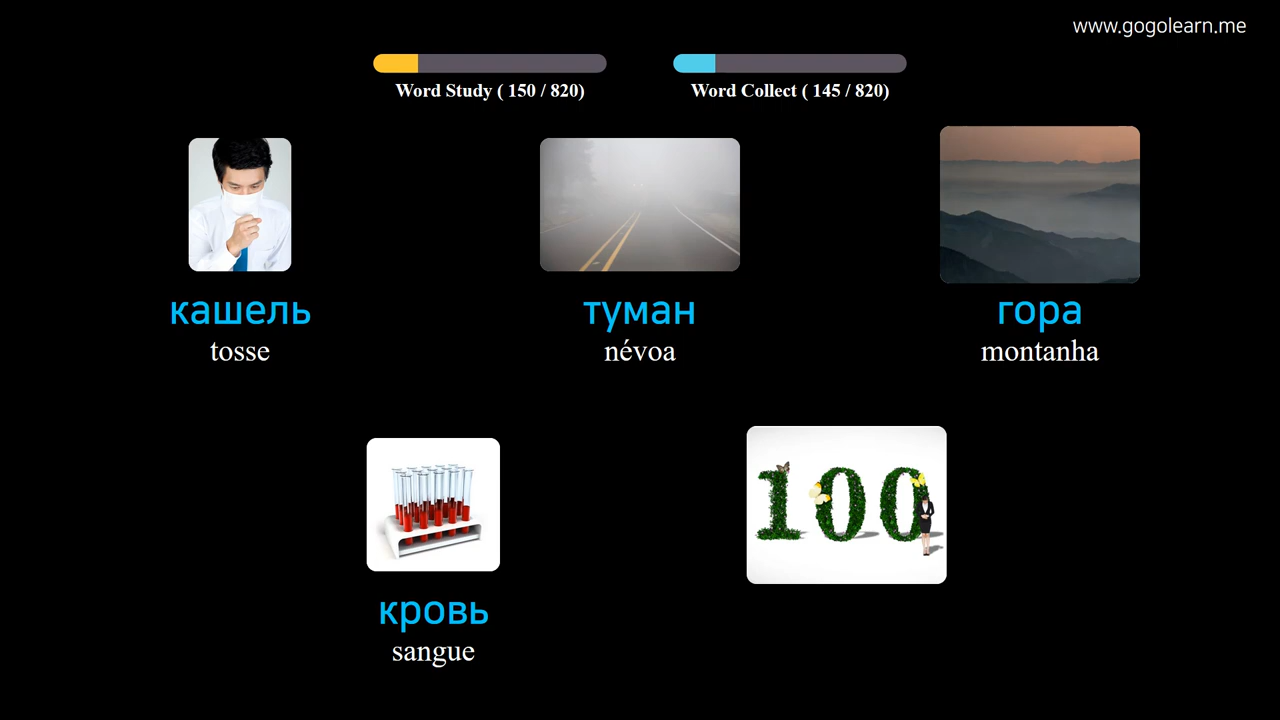 www.gogolearn.me
Word Study ( 150 / 820)
Word Collect ( 145 / 820)
кашель
tosse
туман
névoa
гора
montanha
100
кровь
sangue